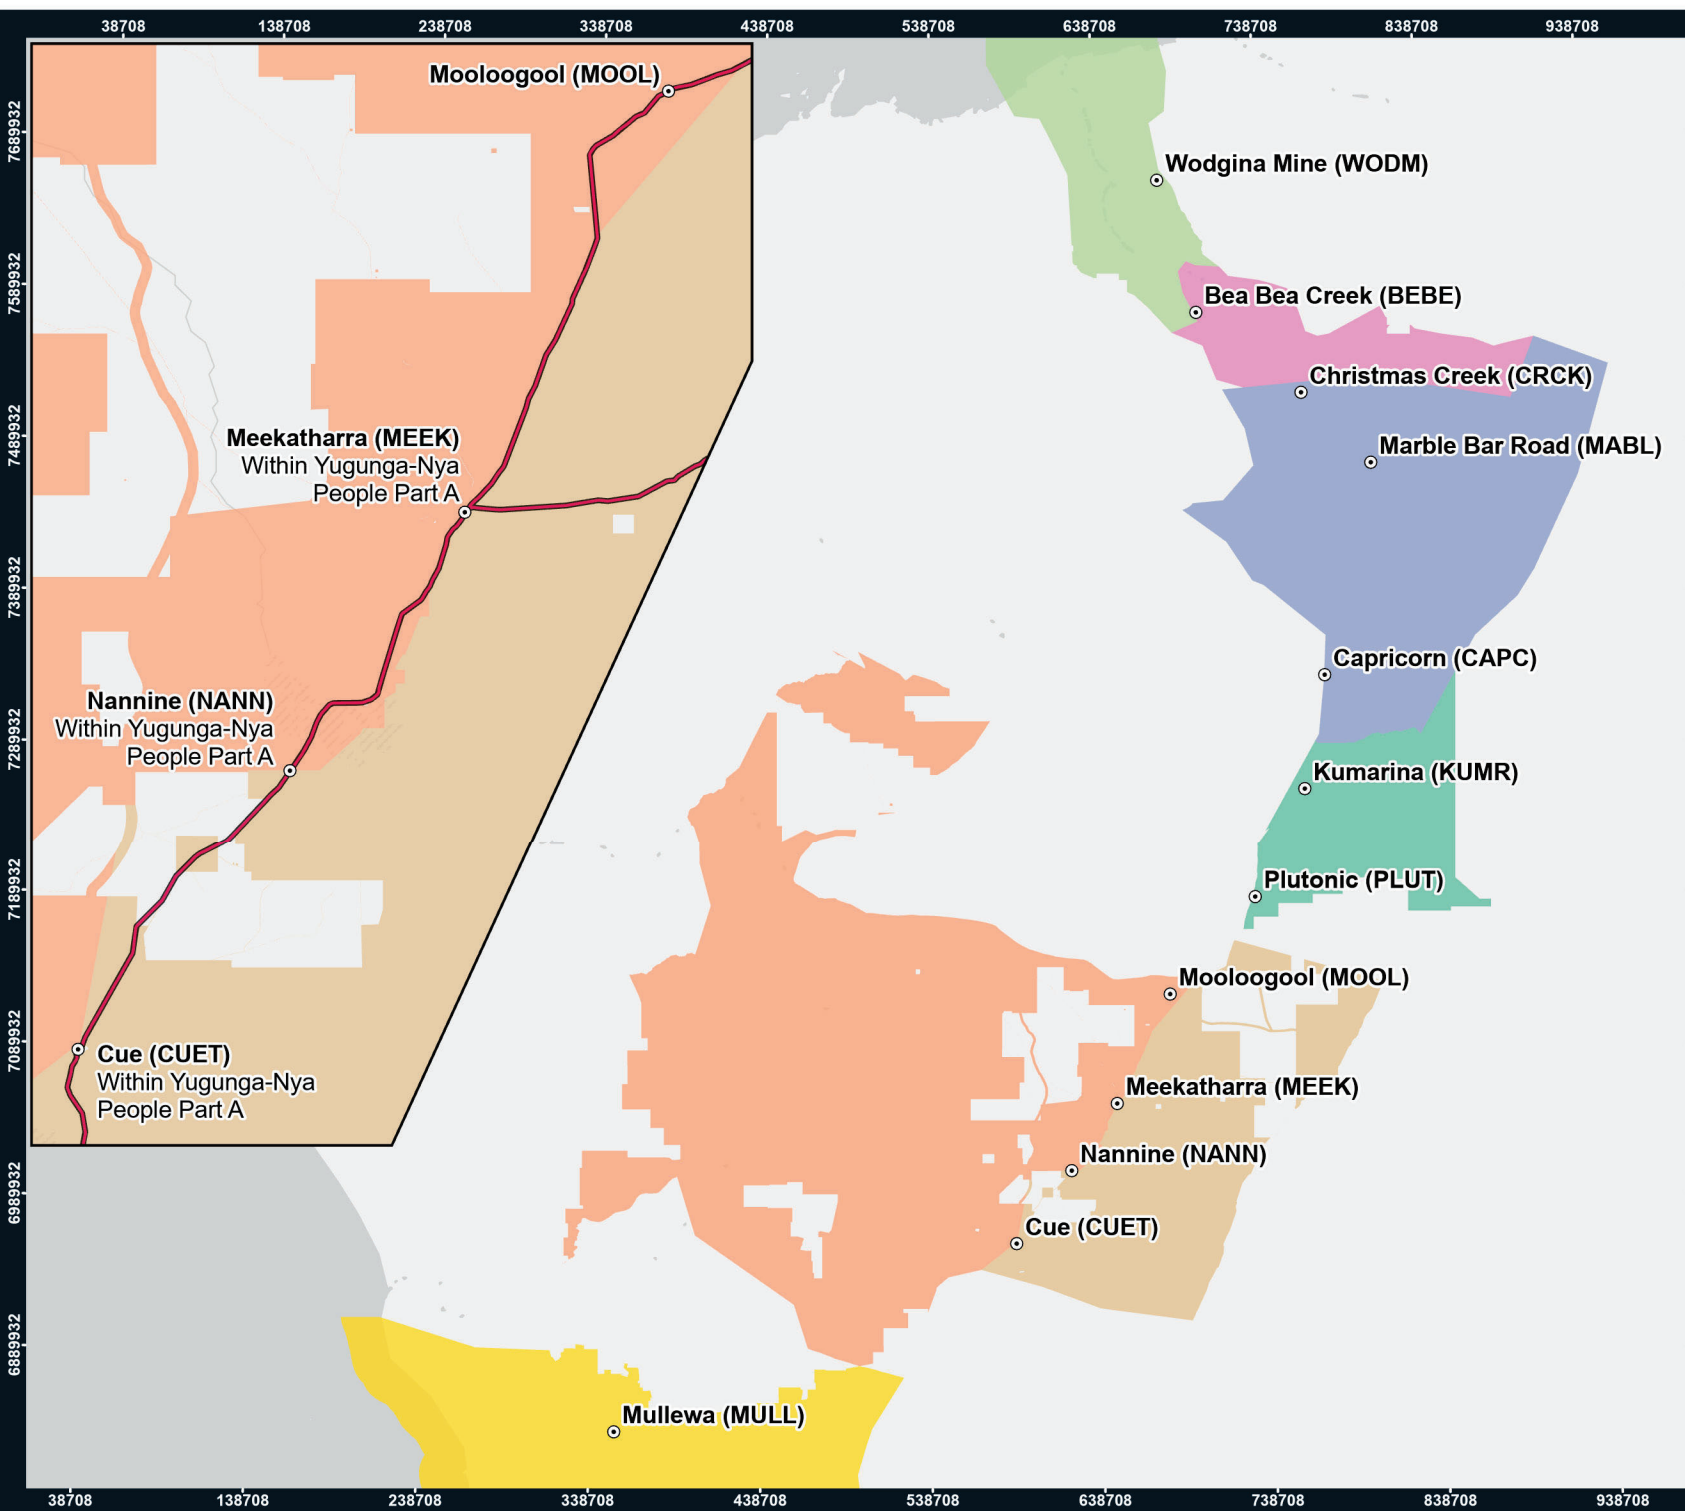 38708 138708 238708 338708 438708 538708 638708 738708 838708 938708
7689932
7589932
7489932
7389932
7289932
7189932
7089932
6989932
6889932
Mooloogool (MOOL)
Meekatharra (MEEK)
Within Yugunga-Nya
People Part A
Nannine (NANN)
Within Yugunga-Nya
People Part A
Cue (CUET)
Within Yugunga-Nya
People Part A
Wodgina Mine (WODM)
Bea Bea Creek (BEBE)
Christmas Creek (CRCK)
Marble Bar Road (MABL)
Capricorn (CAPC)
Kumarina (KUMR)
Plutonic (PLUT)
Mooloogool (MOOL)
Meekatharra (MEEK)
Nannine (NANN)
Cue (CUET)
Mullewa (MULL)
38708 138708 238708 338708 438708 538708 638708 738708 838708 938708